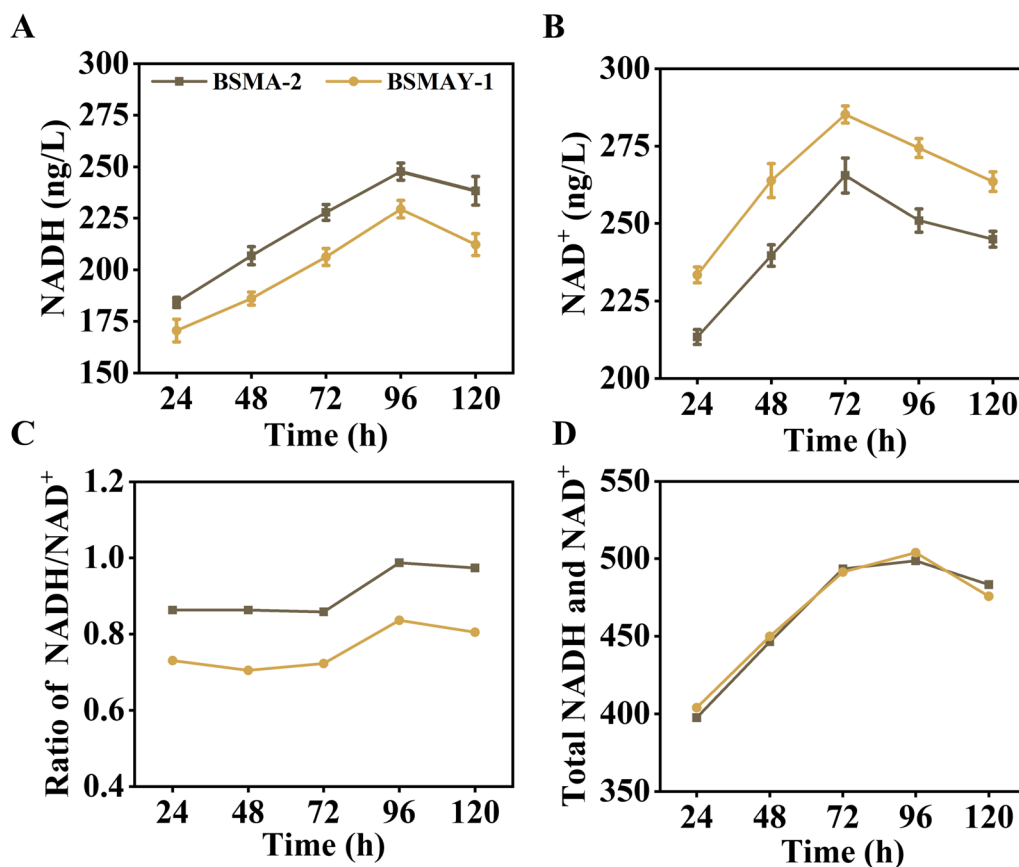 A
NADH (ng/L)
300
275
250
225
200
175
150
BSMA-2
BSMAY-1
24 48 72 96 120
Time (h)
B
NAD⁺ (ng/L)
300
275
250
225
200
24 48 72 96 120
Time (h)
C
Ratio of NADH/NAD⁺
1.2
1.0
0.8
0.6
0.4
24 48 72 96 120
Time (h)
D
Total NADH and NAD⁺
550
500
450
400
350
24 48 72 96 120
Time (h)